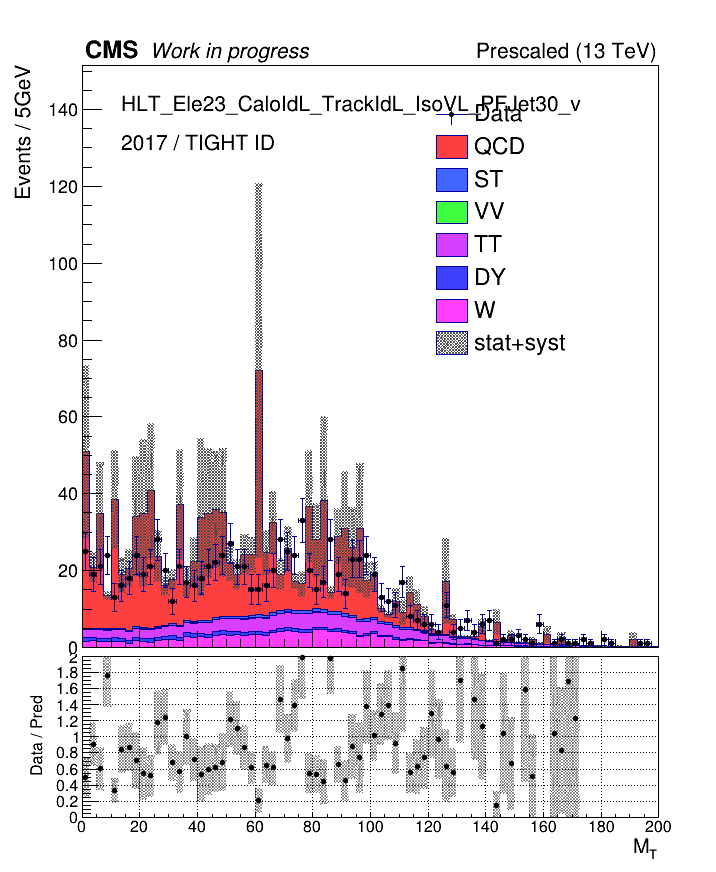 CMS Work in progress Prescaled (13 TeV)
Events / 5GeV
HLT_Ele23_CaloIdL_TrackIdL_IsoVL_PFJet30_v
2017 / TIGHT ID
Data
QCD
ST
VV
TT
DY
W
stat+syst
140
120
100
80
60
40
20
0
Data / Pred
2
1.8
1.6
1.4
1.2
1
0.8
0.6
0.4
0.2
0
0 20 40 60 80 100 120 140 160 180 200
M_T